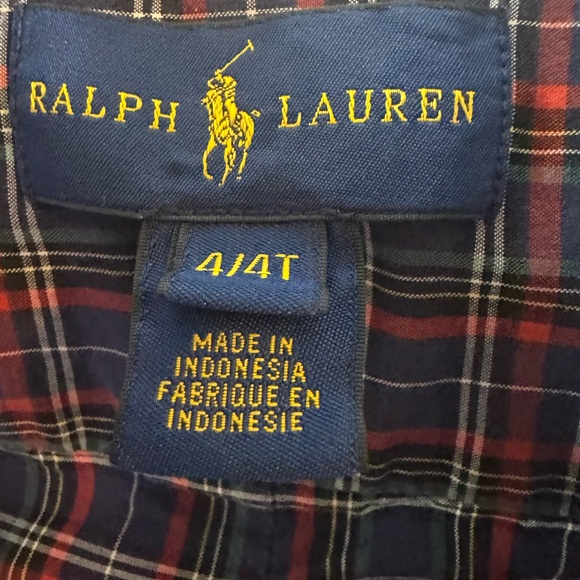 RALPH LAUREN
4/4T
MADE IN
INDONESIA
FABRIQUE EN
INDONESIE